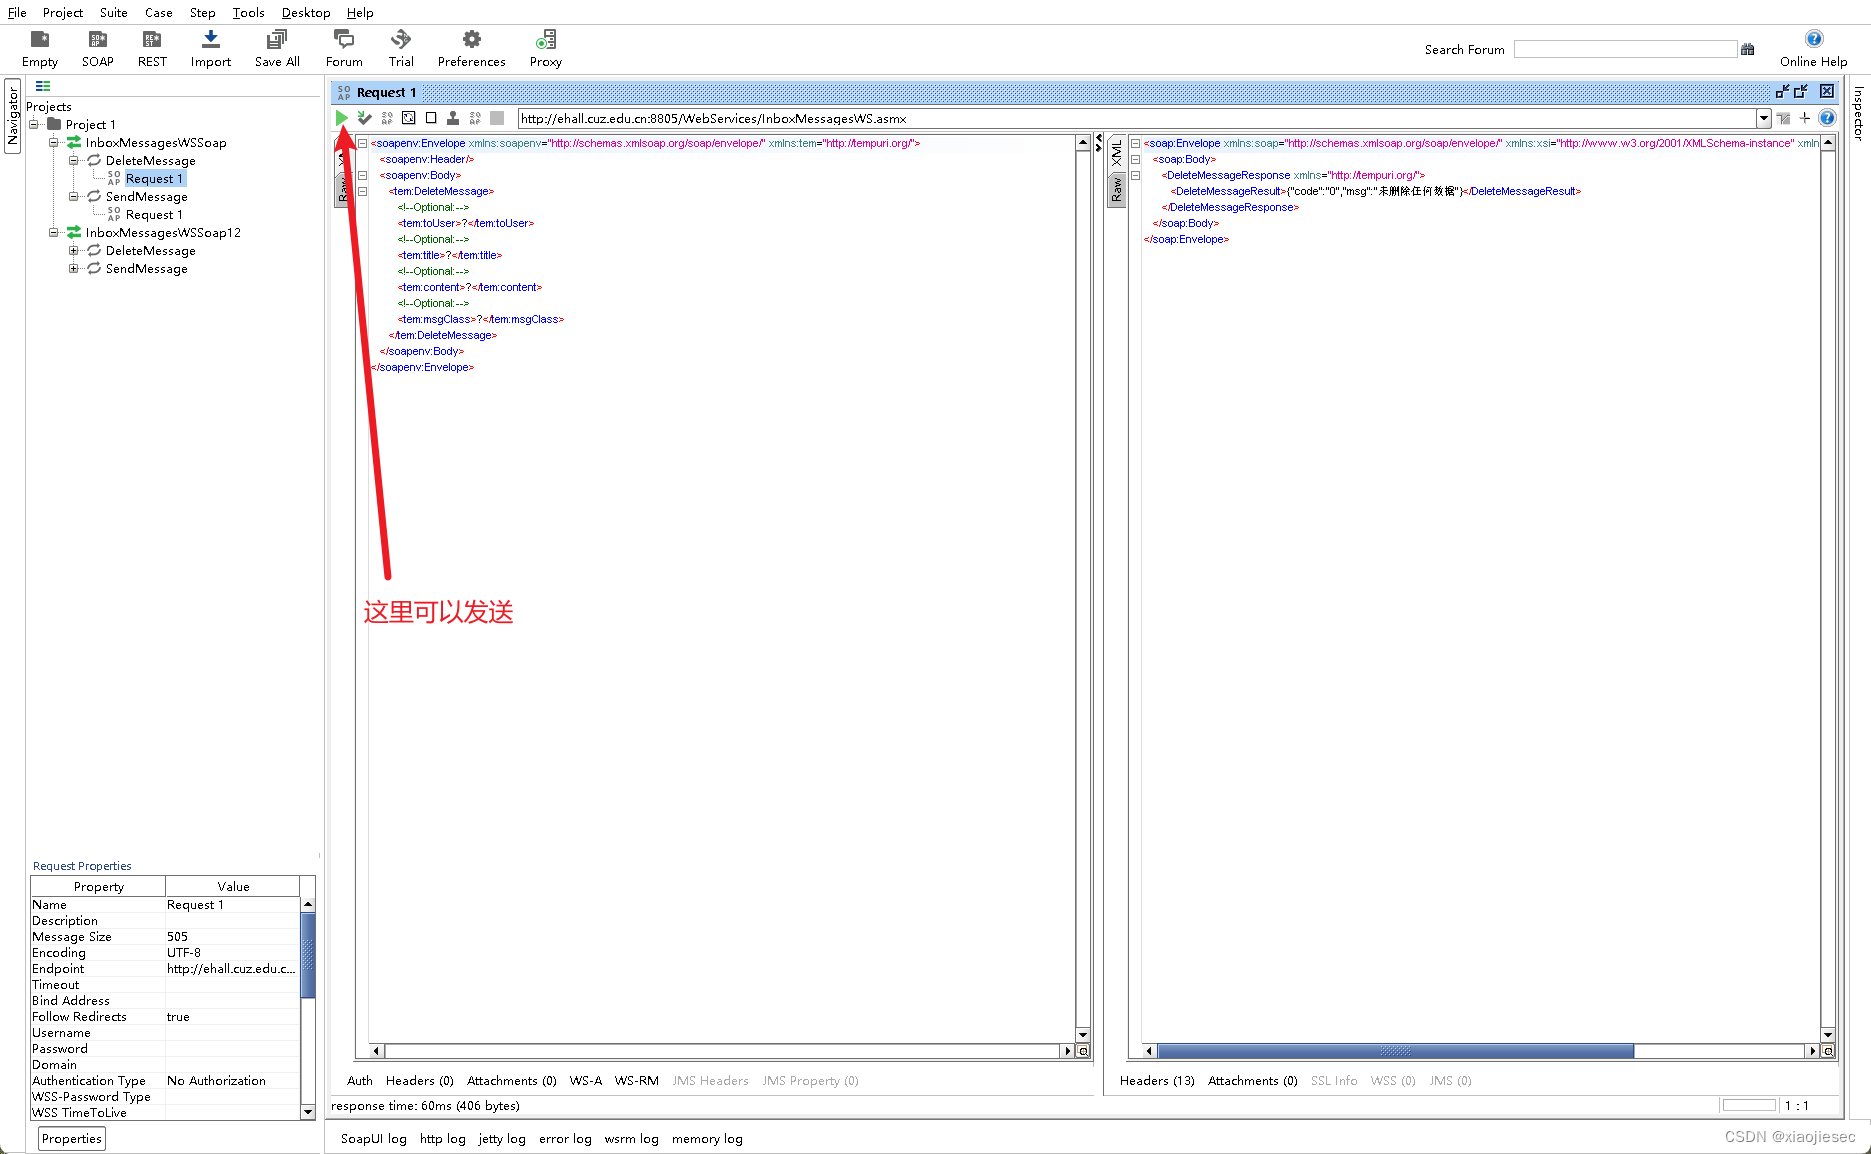 File Project Suite Case Step Tools Desktop Help
Empty SOAP REST Import Save All Forum Trial Preferences Proxy Search Forum Online Help
Navigator
Projects
Project 1
InboxMessagesWSSoap
DeleteMessage
Request 1
SendMessage
Request 1
InboxMessagesWSSoap12
DeleteMessage
SendMessage
Request Properties
Property Value
Name Request 1
Description
Message Size 505
Encoding UTF-8
Endpoint http://ehall.cuz.edu.c...
Timeout
Bind Address
Follow Redirects true
Username
Password
Domain
Authentication Type No Authorization
WSS-Password Type
WSS TimeToLive
Properties
Request 1
http://ehall.cuz.edu.cn:8805/WebServices/InboxMessagesWS.asmx
Raw
<soapenv:Envelope xmlns:soapenv="http://schemas.xmlsoap.org/soap/envelope/" xmlns:tem="http://tempuri.org/">
<soapenv:Header/>
<soapenv:Body>
<tem:DeleteMessage>
<!--Optional:-->
<tem:toUser>?</tem:toUser>
<!--Optional:-->
<tem:title>?</tem:title>
<!--Optional:-->
<tem:content>?</tem:content>
<!--Optional:-->
<tem:msgClass>?</tem:msgClass>
</tem:DeleteMessage>
</soapenv:Body>
</soapenv:Envelope>
这里可以发送
XML
Raw
<soap:Envelope xmlns:soap="http://schemas.xmlsoap.org/soap/envelope/" xmlns:xsi="http://www.w3.org/2001/XMLSchema-instance" xmln
<soap:Body>
<DeleteMessageResponse xmlns="http://tempuri.org/">
<DeleteMessageResult>{"code":"0","msg":"未删除任何数据"}</DeleteMessageResult>
</DeleteMessageResponse>
</soap:Body>
</soap:Envelope>
Inspector
Auth Headers (0) Attachments (0) WS-A WS-RM JMS Headers JMS Property (0)
Headers (13) Attachments (0) SSL Info WSS (0) JMS (0)
response time: 60ms (406 bytes)
1 : 1
SoapUI log http log jetty log error log wsrm log memory log
CSDN @xiaojiesec